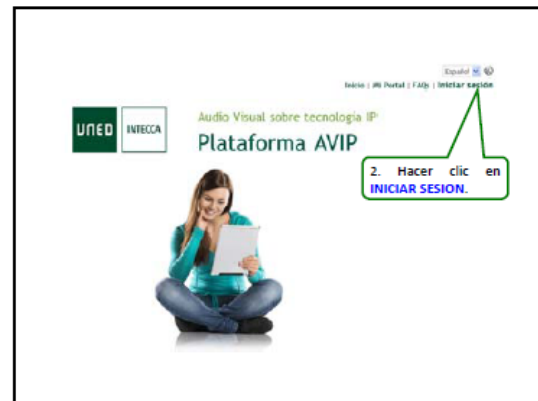 Español
Inicio | Mi Portal | FAQs | Iniciar sesión
UNED INTECCA
Audio Visual sobre tecnología IP
Plataforma AVIP
2. Hacer clic en
INICIAR SESION.